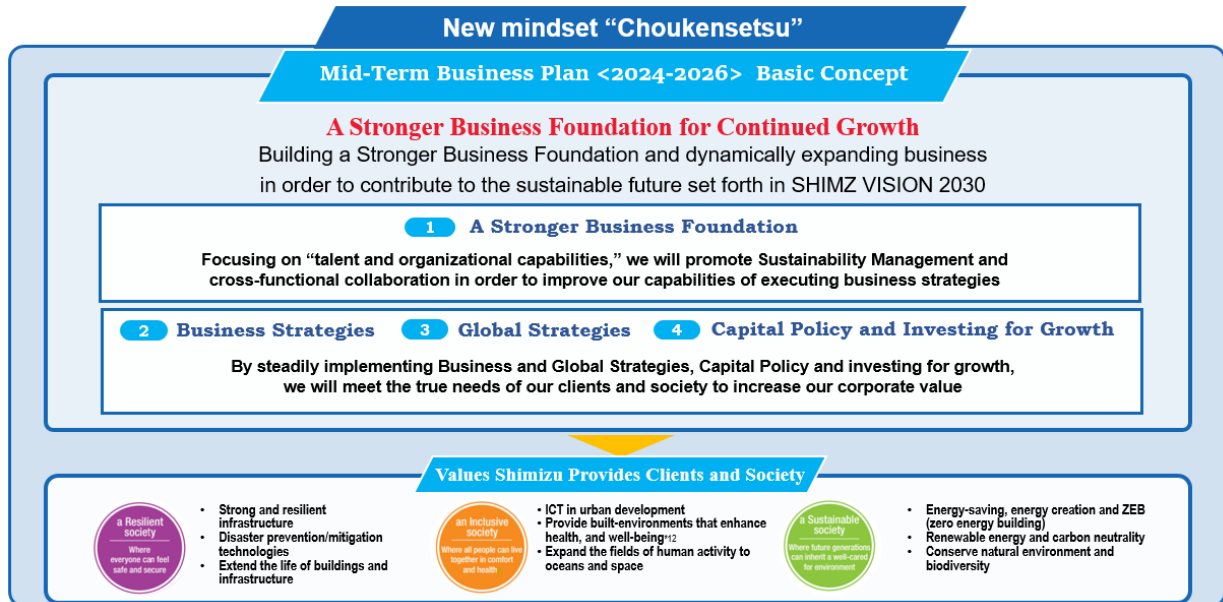 New mindset “Choukensetsu”
Mid-Term Business Plan <2024-2026> Basic Concept
A Stronger Business Foundation for Continued Growth
Building a Stronger Business Foundation and dynamically expanding business
in order to contribute to the sustainable future set forth in SHIMZ VISION 2030
1 A Stronger Business Foundation
Focusing on “talent and organizational capabilities,” we will promote Sustainability Management and
cross-functional collaboration in order to improve our capabilities of executing business strategies
2 Business Strategies 3 Global Strategies 4 Capital Policy and Investing for Growth
By steadily implementing Business and Global Strategies, Capital Policy and investing for growth,
we will meet the true needs of our clients and society to increase our corporate value
Values Shimizu Provides Clients and Society
a Resilient
society
Where
everyone can feel
safe and secure
• Strong and resilient
infrastructure
• Disaster prevention/mitigation
technologies
• Extend the life of buildings and
infrastructure
an Inclusive
society
Where all people can live
together in comfort
and health
• ICT in urban development
• Provide built-environments that enhance
health, and well-being*12
• Expand the fields of human activity to
oceans and space
a Sustainable
society
Where future generations
can inherit a well-cared
for environment
• Energy-saving, energy creation and ZEB
(zero energy building)
• Renewable energy and carbon neutrality
• Conserve natural environment and
biodiversity